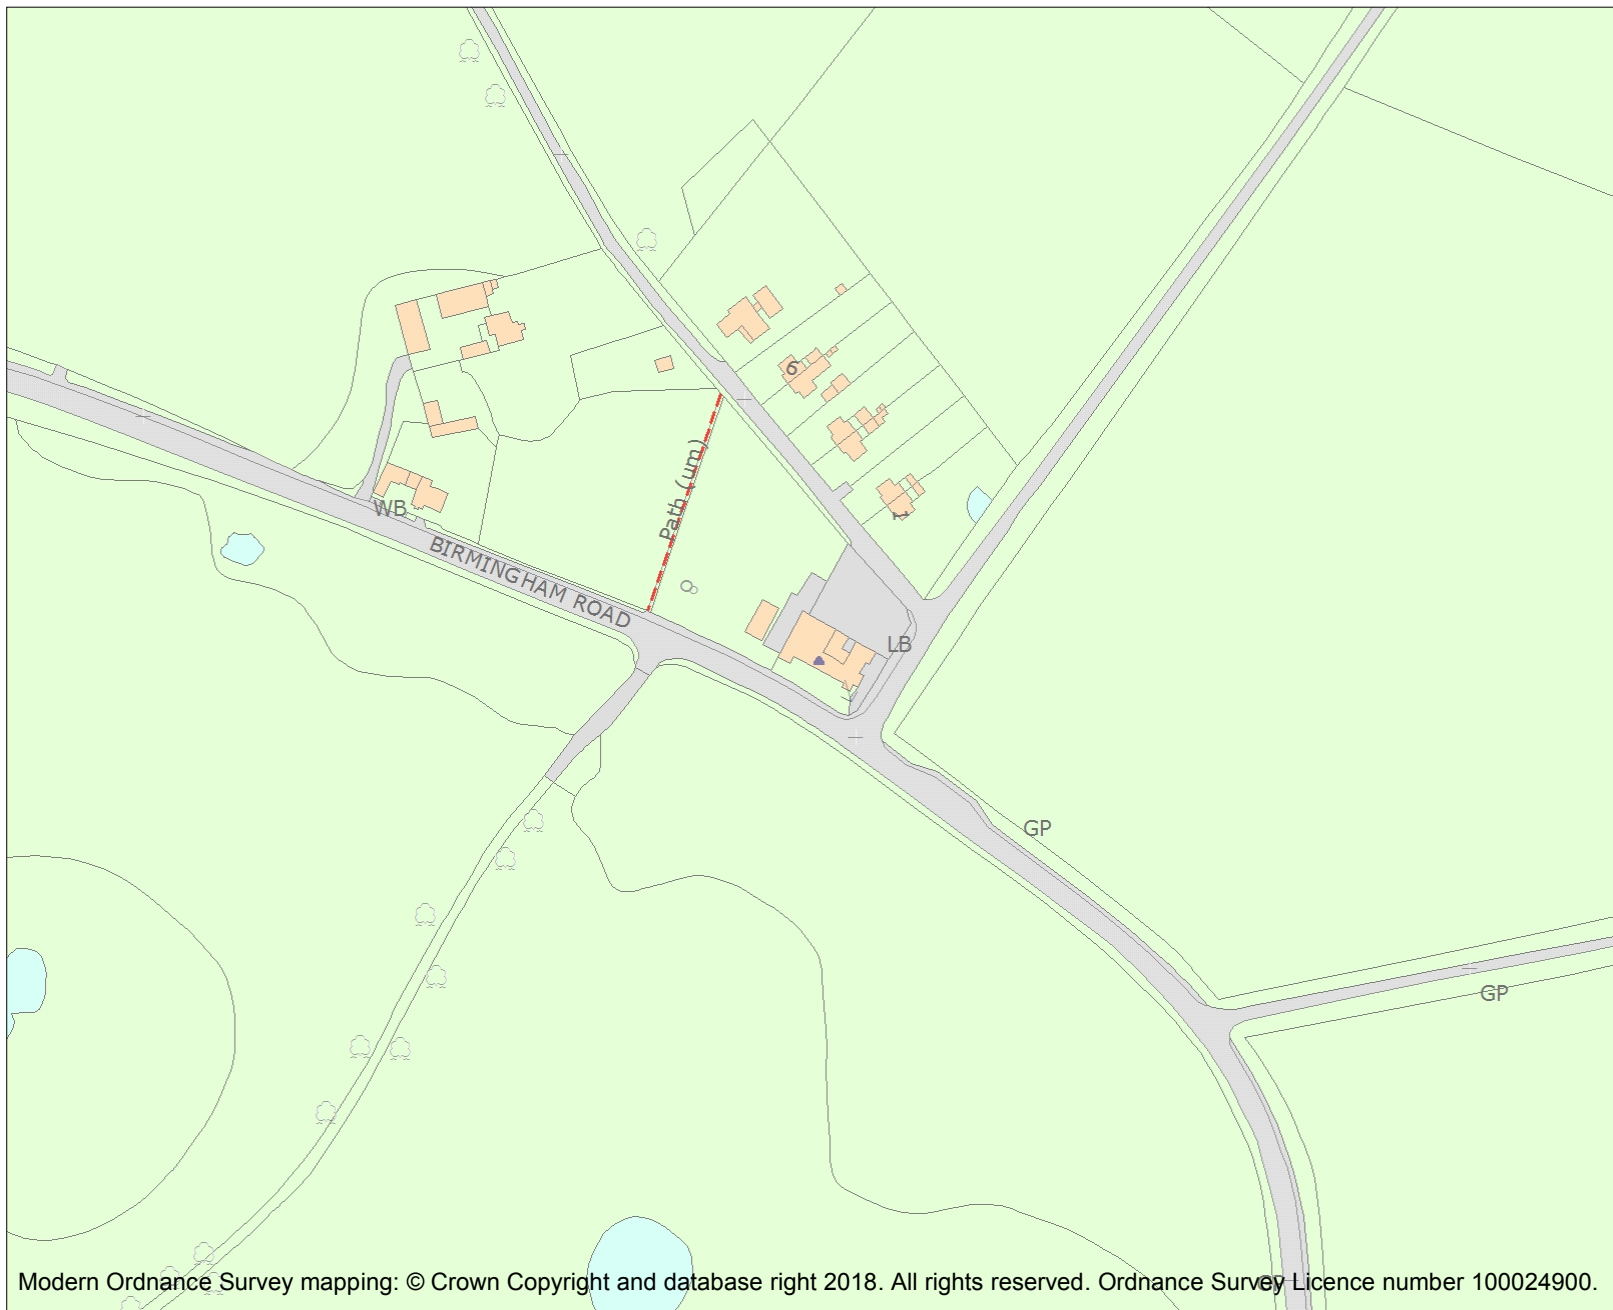 6
Path (um)
WB
1
BIRMINGHAM ROAD
LB
GP
GP
Modern Ordnance Survey mapping: © Crown Copyright and database right 2018. All rights reserved. Ordnance Survey Licence number 100024900.